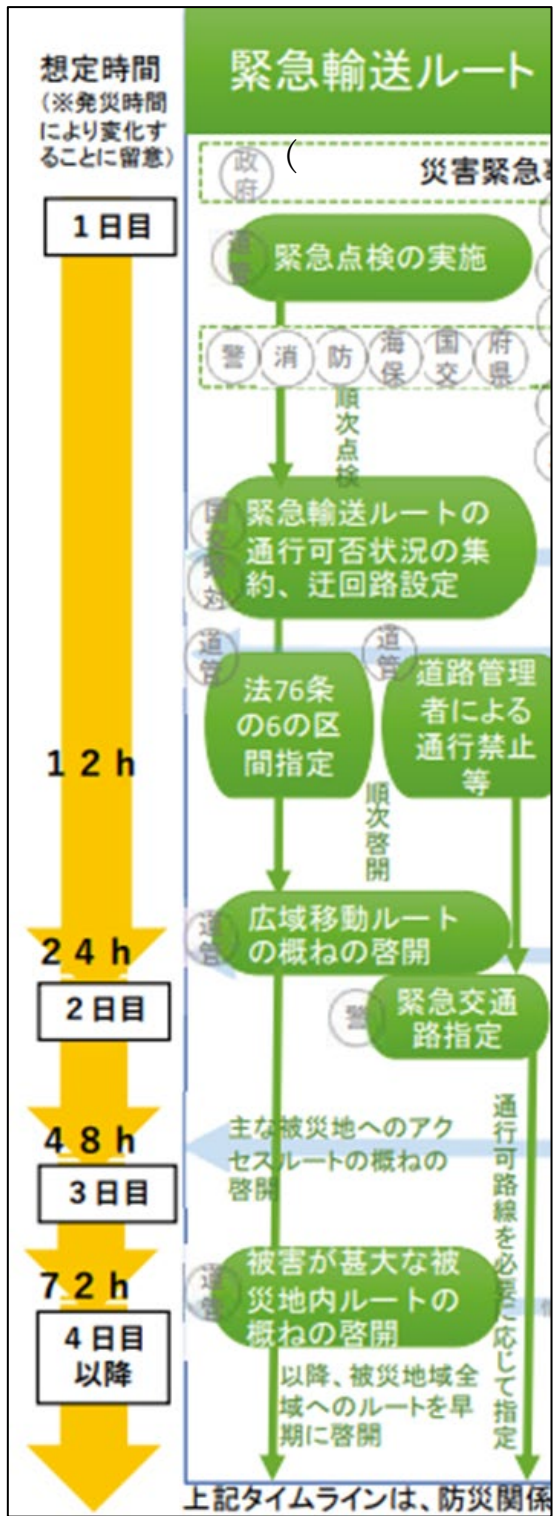 想定時間
(※発災時間
により変化す
ることに留意)
緊急輸送ルート
政
府
(
災害緊急
1日目
道
管
緊急点検の実施
警
消
防
海
保
国
交
府
県
順次点検
国
交
緊急輸送ルートの
通行可否状況の集
約、迂回路設定
対
道
管
法76条
の6の区
間指定
道
管
道路管理
者による
通行禁止
等
12h
順次啓開
道
管
広域移動ルート
の概ねの啓開
24h
2日目
警
緊急交通
路指定
主な被災地へのアク
セスルートの概ねの
啓開
通行可路線を必要に応じて指定
48h
3日目
72h
道
管
被害が甚大な被
災地内ルートの
概ねの啓開
4日目
以降
以降、被災地域全
域へのルートを早
期に啓開
上記タイムラインは、防災関係